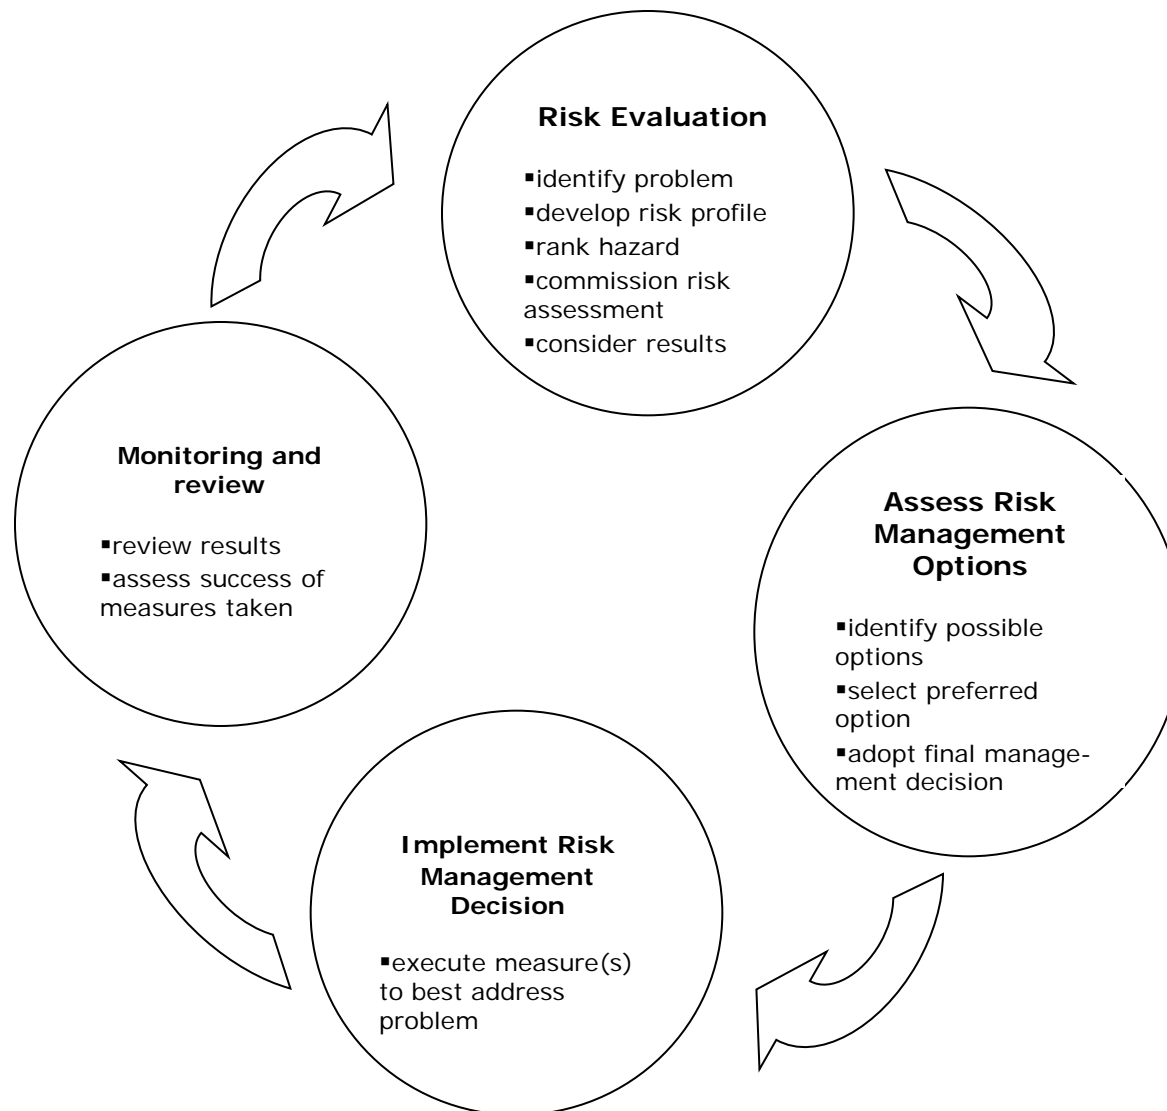 Risk Evaluation
▪identify problem
▪develop risk profile
▪rank hazard
▪commission risk
assessment
▪consider results
Assess Risk
Management
Options
▪identify possible
options
▪select preferred
option
▪adopt final manage-
ment decision
Implement Risk
Management
Decision
▪execute measure(s)
to best address
problem
Monitoring and
review
▪review results
▪assess success of
measures taken